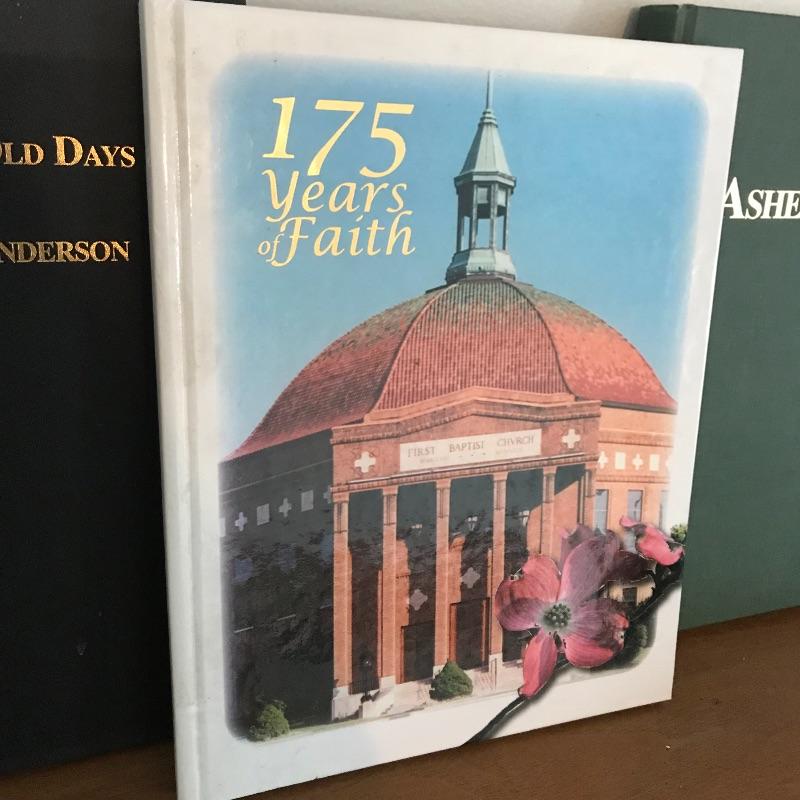 OLD DAYS
NDERSON
175
Years
of Faith
FIRST BAPTIST CHVRCH
ASHE